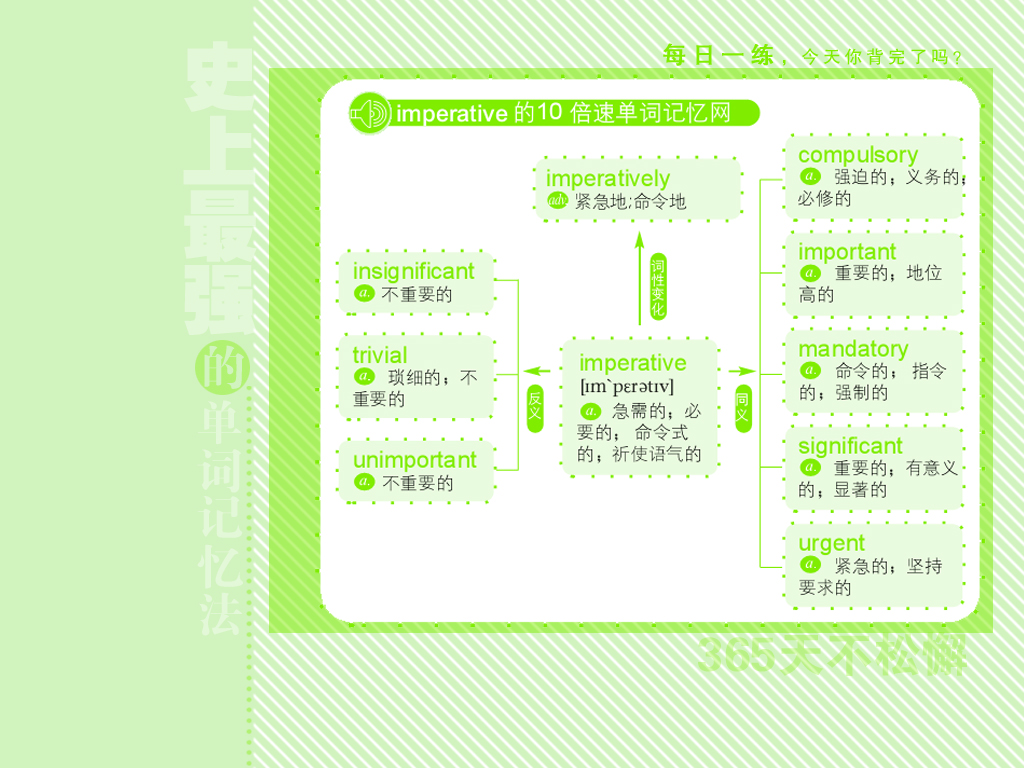 每日一练，今天你背完了吗?
史上最强的单词记忆法
imperative 的10 倍速单词记忆网
imperatively
adv. 紧急地;命令地
词性变化
insignificant
a. 不重要的
trivial
a. 琐细的；不
重要的
unimportant
a. 不重要的
反义
imperative
[ɪm`pɛrətɪv]
a. 急需的；必
要的； 命令式
的；祈使语气的
同义
compulsory
a. 强迫的；义务的；
必修的
important
a. 重要的；地位
高的
mandatory
a. 命令的； 指令
的；强制的
significant
a. 重要的；有意义
的；显著的
urgent
a. 紧急的；坚持
要求的
365天不松懈